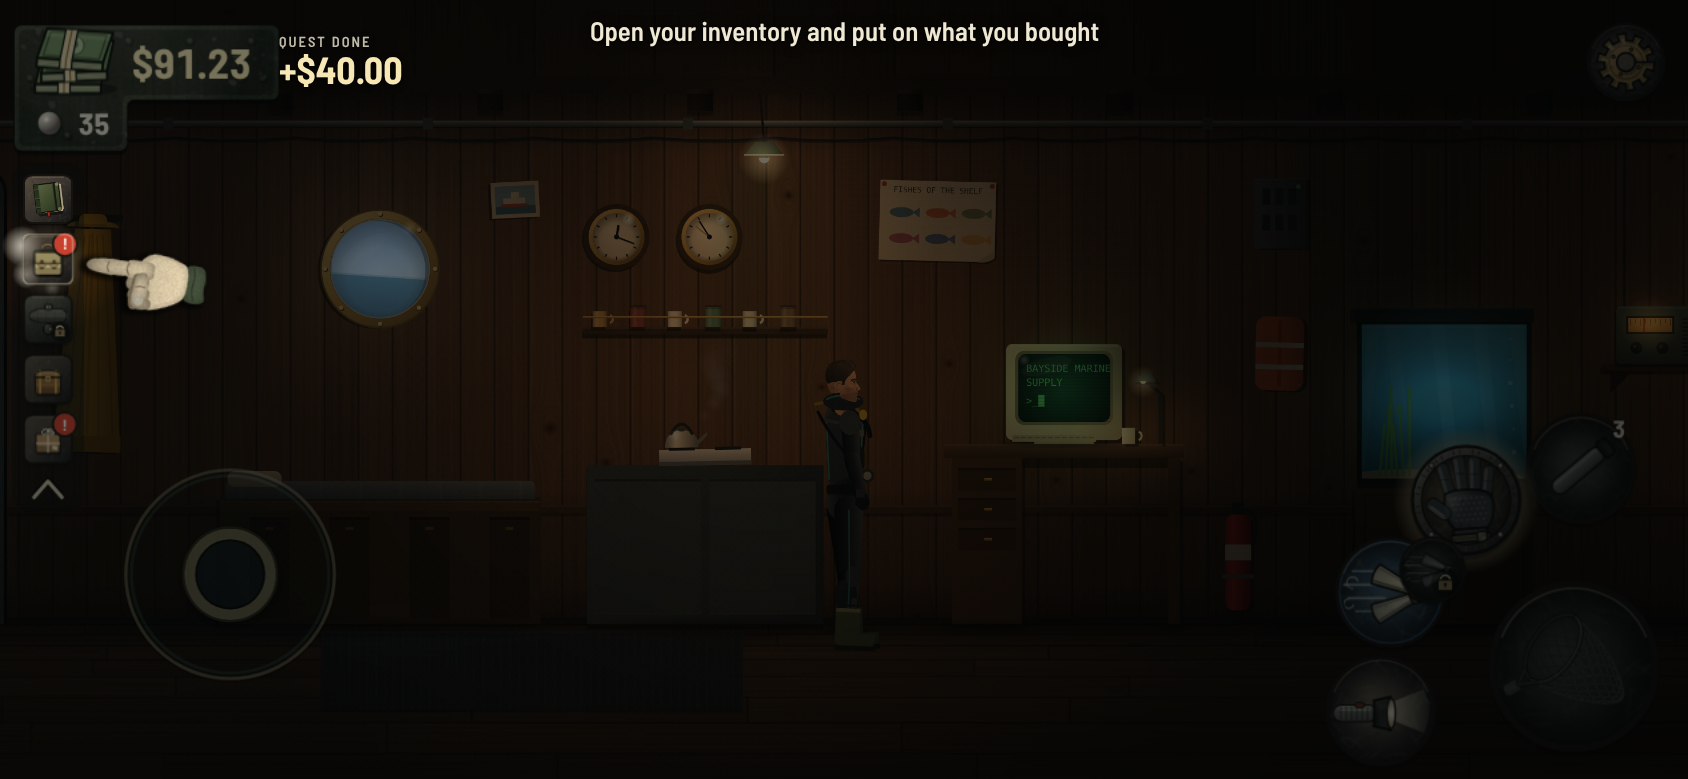 Open your inventory and put on what you bought
$91.23
QUEST DONE
+$40.00
35
!
!
FISHES OF THE SHELF
BAYSIDE MARINE
SUPPLY
>_
3